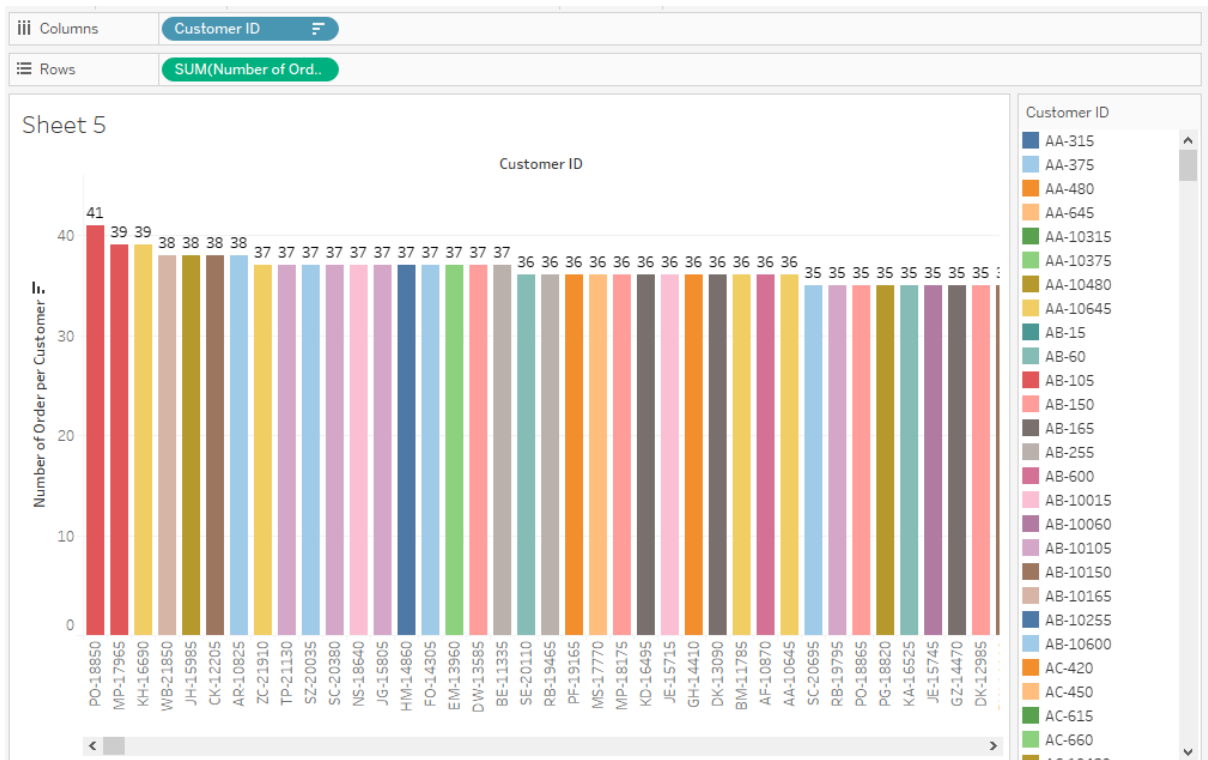 Columns
Customer ID
Rows
SUM(Number of Ord..
Sheet 5
Customer ID
Number of Order per Customer
40
30
20
10
0
41 39 39 38 38 38 38 37 37 37 37 37 37 37 37 37 37 37 36 36 36 36 36 36 36 36 36 36 36 36 35 35 35 35 35 35 35 35
PO-18850
MP-17965
KH-16690
WB-21850
JH-15985
CK-12205
AR-10825
ZC-21910
TP-21130
SZ-20035
AP-10380
NS-18640
JG-15805
HM-14860
FO-14305
EM-13960
DW-13585
BE-11335
SE-20110
RB-19465
PF-19165
MS-17770
MP-18175
KD-16495
JE-15715
GH-14410
DK-13090
BM-11785
AF-10870
AA-10645
SC-20695
RB-19795
PO-18865
PG-18820
KA-16525
JE-15745
GZ-14470
DK-12985
Customer ID
AA-315
AA-375
AA-480
AA-645
AA-10315
AA-10375
AA-10480
AA-10645
AB-15
AB-60
AB-105
AB-150
AB-165
AB-255
AB-600
AB-10015
AB-10060
AB-10105
AB-10150
AB-10165
AB-10255
AB-10600
AC-420
AC-450
AC-615
AC-660